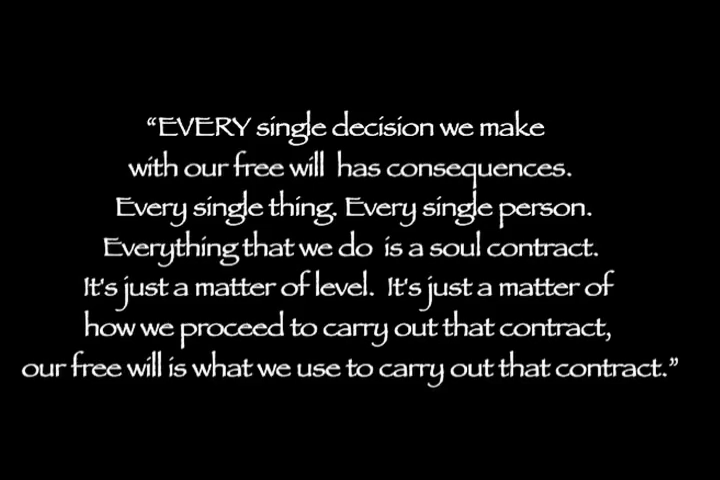 “EVERY single decision we make
with our free will has consequences.
Every single thing. Every single person.
Everything that we do is a soul contract.
It's just a matter of level. It's just a matter of
how we proceed to carry out that contract,
our free will is what we use to carry out that contract.”